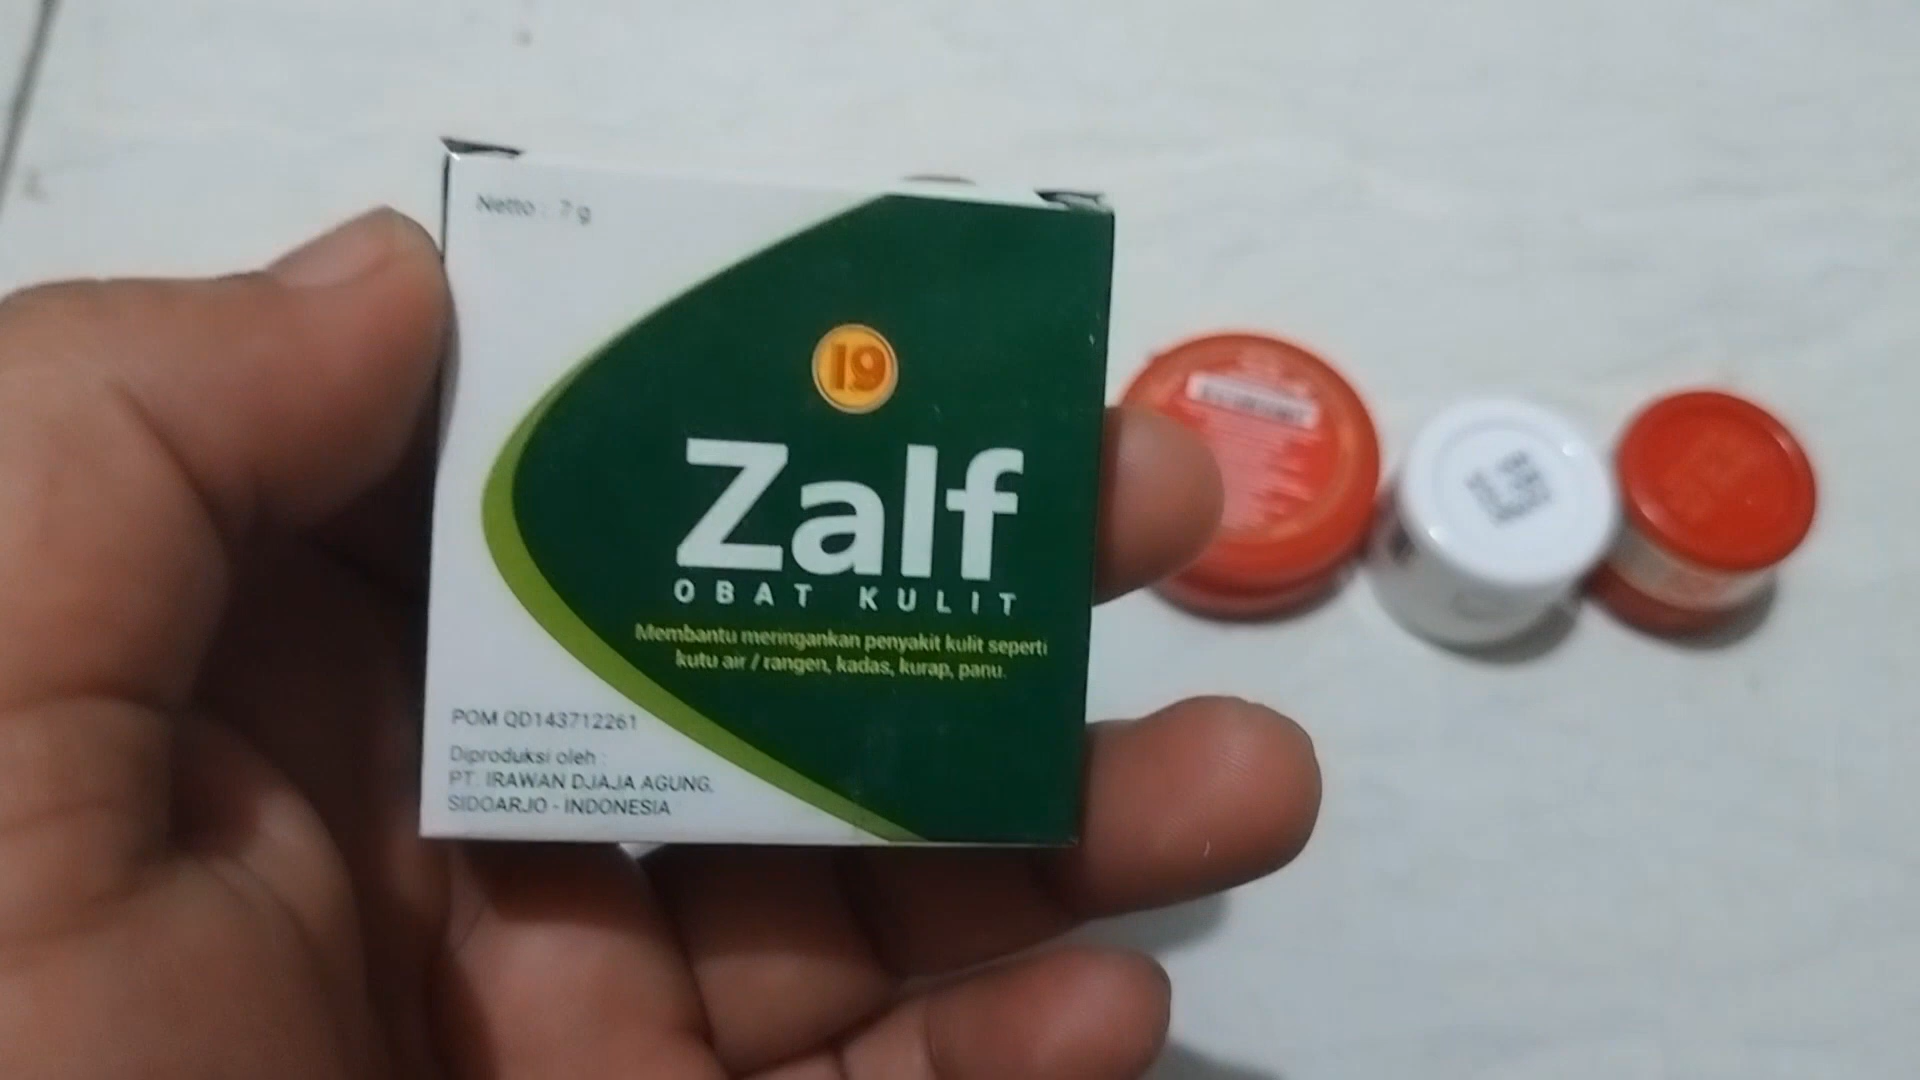 Netto : 7 g
19
Zalf
OBAT KULIT
Membantu meringankan penyakit kulit seperti
kutu air / rangen, kadas, kurap, panu.
POM QD143712261
Diproduksi oleh :
PT. IRAWAN DJAJA AGUNG,
SIDOARJO - INDONESIA